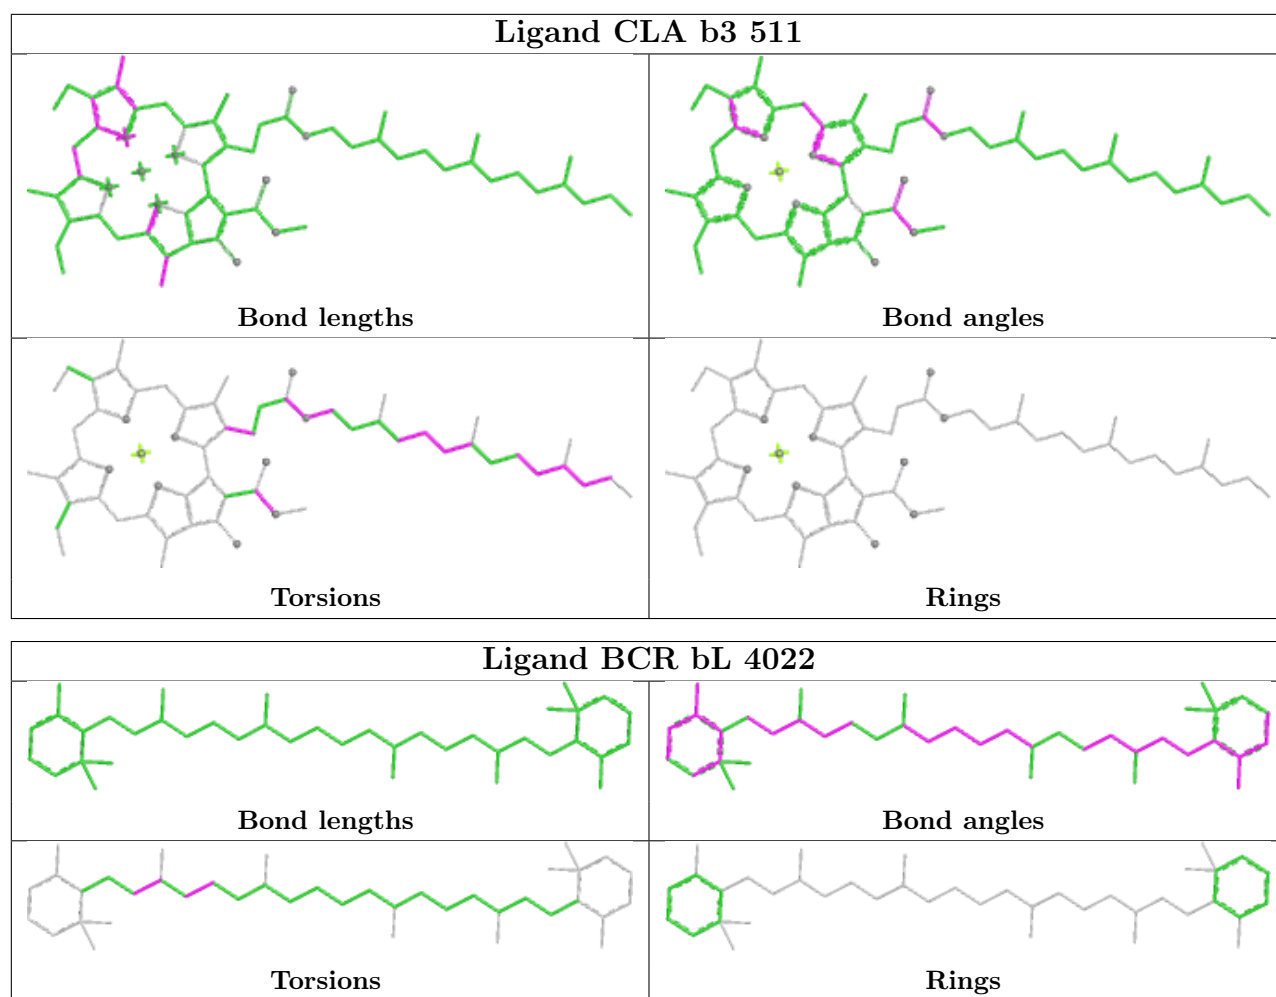 Ligand CLA b3 511
Bond lengths
Bond angles
Torsions
Rings
Ligand BCR bL 4022
Bond lengths
Bond angles
Torsions
Rings